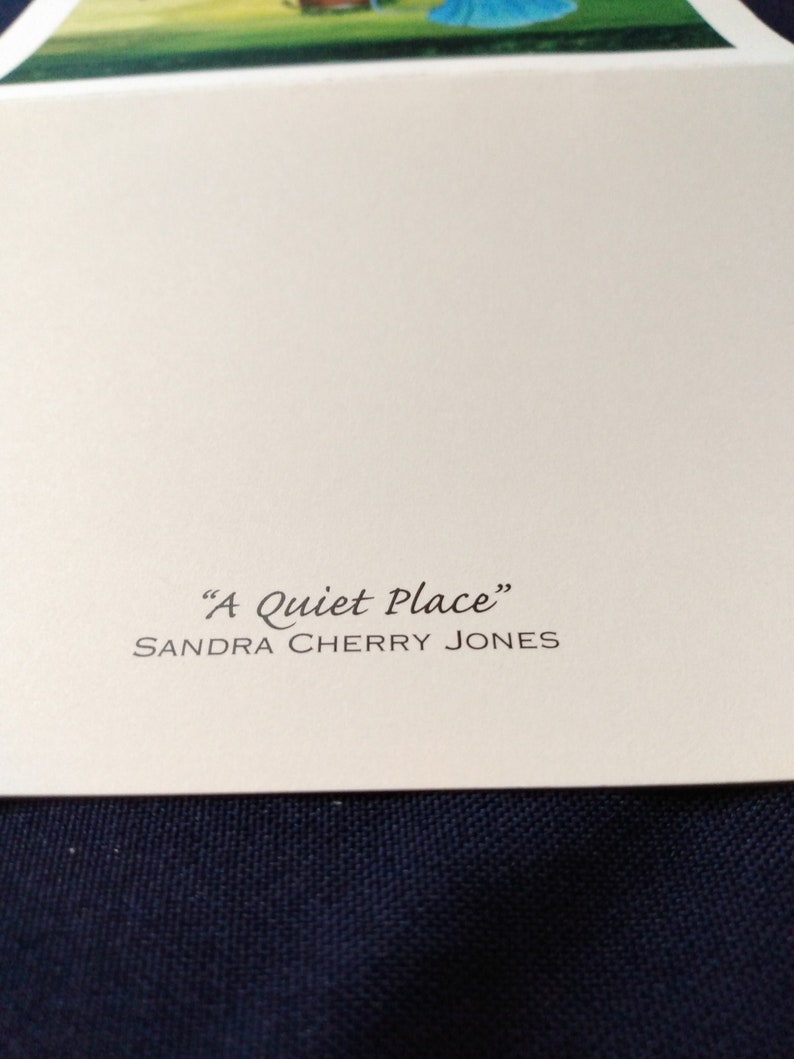 “A Quiet Place”
Sandra Cherry Jones